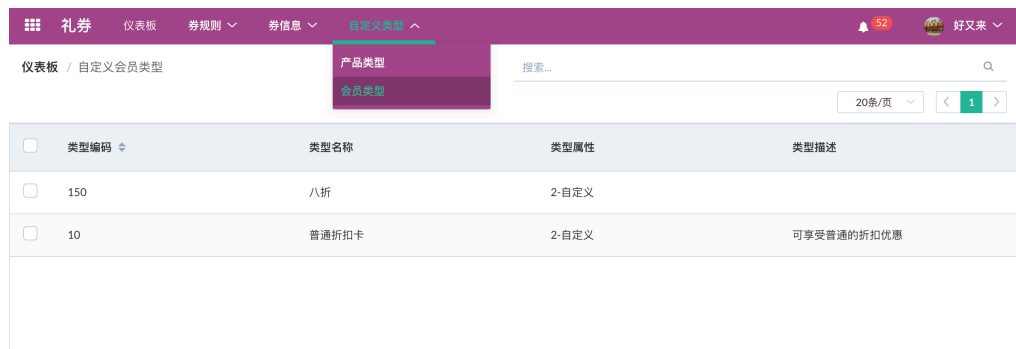 礼券 仪表板 券规则 券信息 自定义类型 52 好又来
产品类型
会员类型
仪表板 / 自定义会员类型 搜索...
20条/页 1
类型编码 类型名称 类型属性 类型描述
150 八折 2-自定义
10 普通折扣卡 2-自定义 可享受普通的折扣优惠